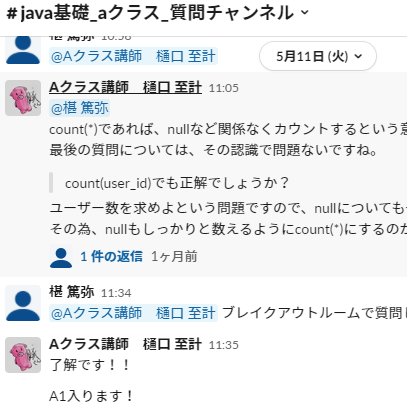 # java基礎_aクラス_質問チャンネル
椹 篤弥 10:58
@Aクラス講師 樋口 至計
5月11日 (火)
Aクラス講師 樋口 至計 11:05
@椹 篤弥
count(*)であれば、nullなど関係なくカウントするという
最後の質問については、その認識で問題ないですね。
count(user_id)でも正解でしょうか？
ユーザー数を求めよという問題ですので、nullについても
その為、nullもしっかりと数えるようにcount(*)にするのが
1 件の返信 1ヶ月前
椹 篤弥 11:34
@Aクラス講師 樋口 至計 ブレイクアウトルームで質問
Aクラス講師 樋口 至計 11:35
了解です！！
A1入ります！